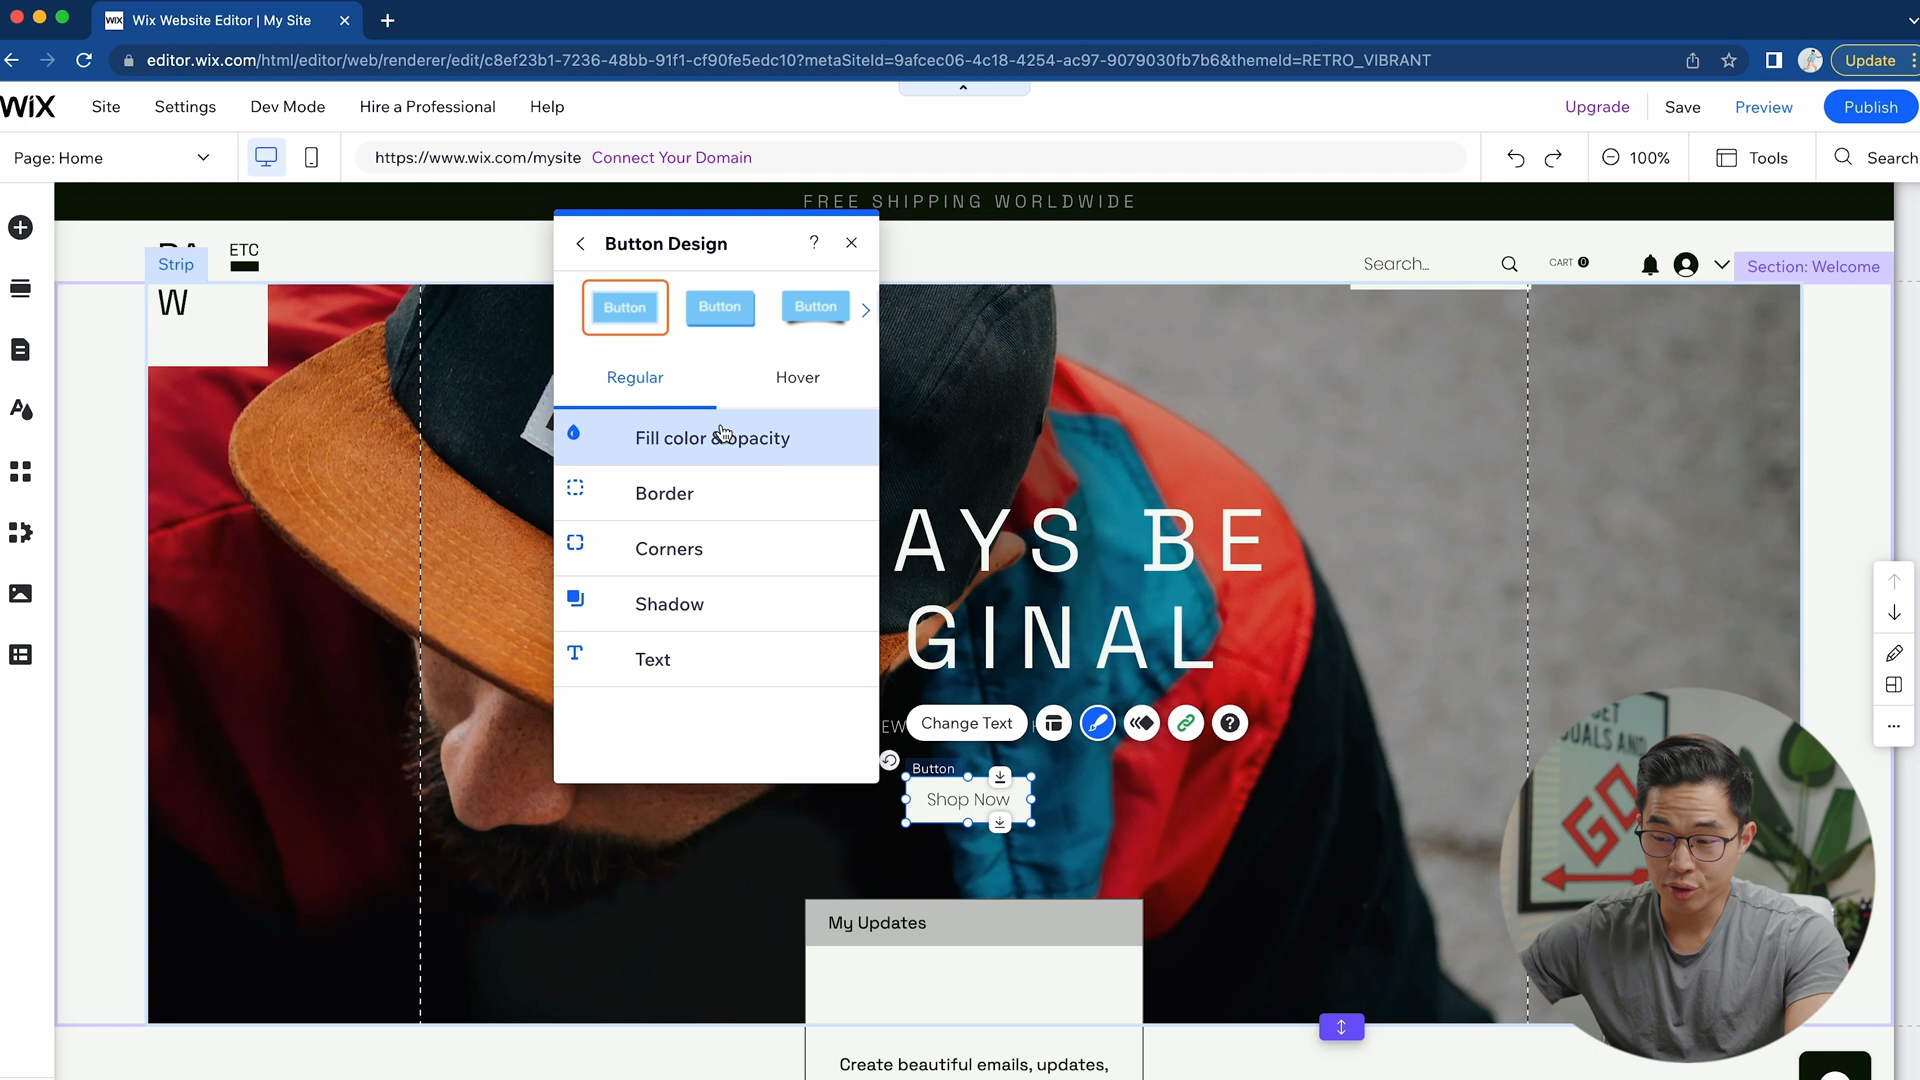 WiX Wix Website Editor | My Site
editor.wix.com/html/editor/web/renderer/edit/c8ef23b1-7236-48bb-91f1-cf90fe5edc10?metaSiteId=9afcec06-4c18-4254-ac97-9079030fb7b6&themeId=RETRO_VIBRANT
Update
WiX Site Settings Dev Mode Hire a Professional Help Upgrade Save Preview Publish
Page: Home https://www.wix.com/mysite Connect Your Domain 100% Tools Search
FREE SHIPPING WORLDWIDE
Button Design ?
ETC
Strip
Search...
CART 0
Section: Welcome
W
Button Button Button
Regular Hover
Fill color & opacity
Border
Corners
Shadow
Text
AYS BE
GINAL
EW
Change Text
?
Button
Shop Now
My Updates
Create beautiful emails, updates,
GO